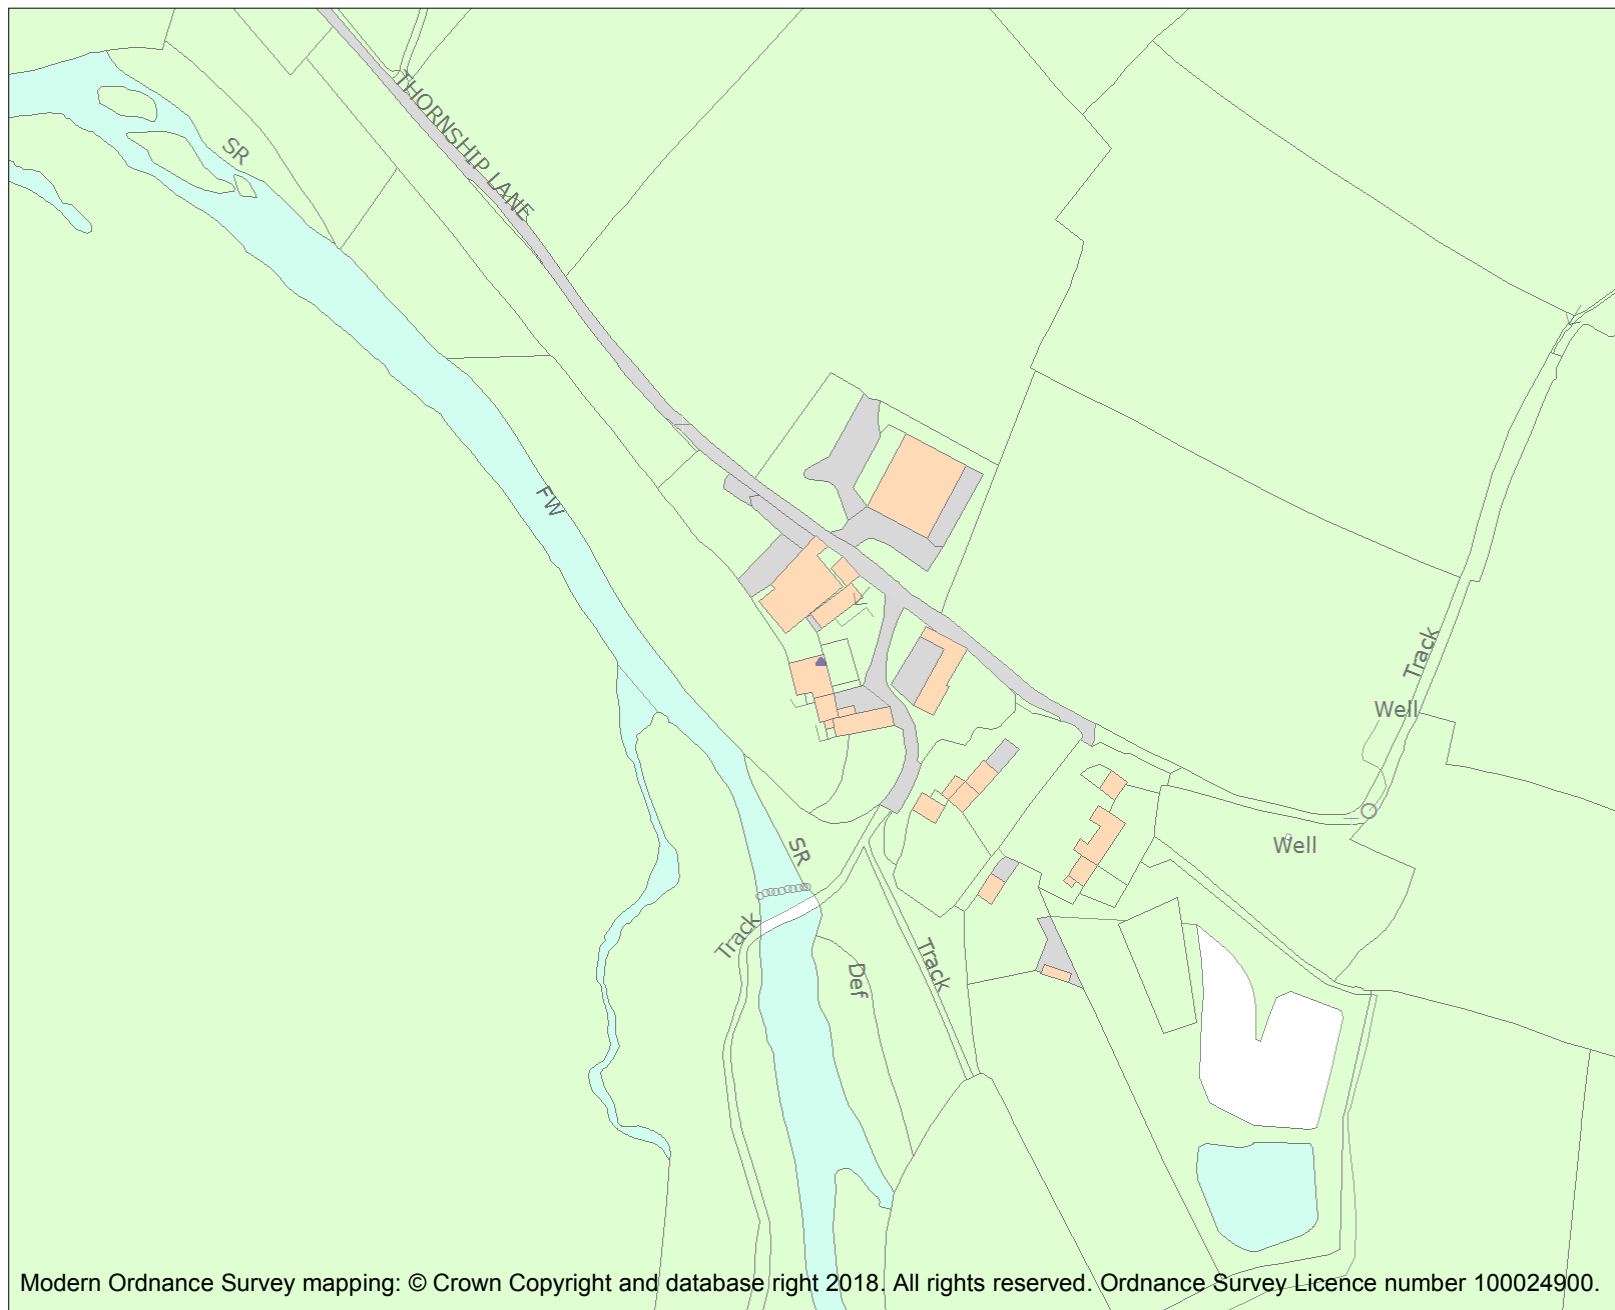 THORNSHIP LANE
SR
FW
Track
Well
Well
SR
Track
Track
Def
Modern Ordnance Survey mapping: © Crown Copyright and database right 2018. All rights reserved. Ordnance Survey Licence number 100024900.